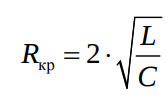 R_кр = 2 · √(L/C)